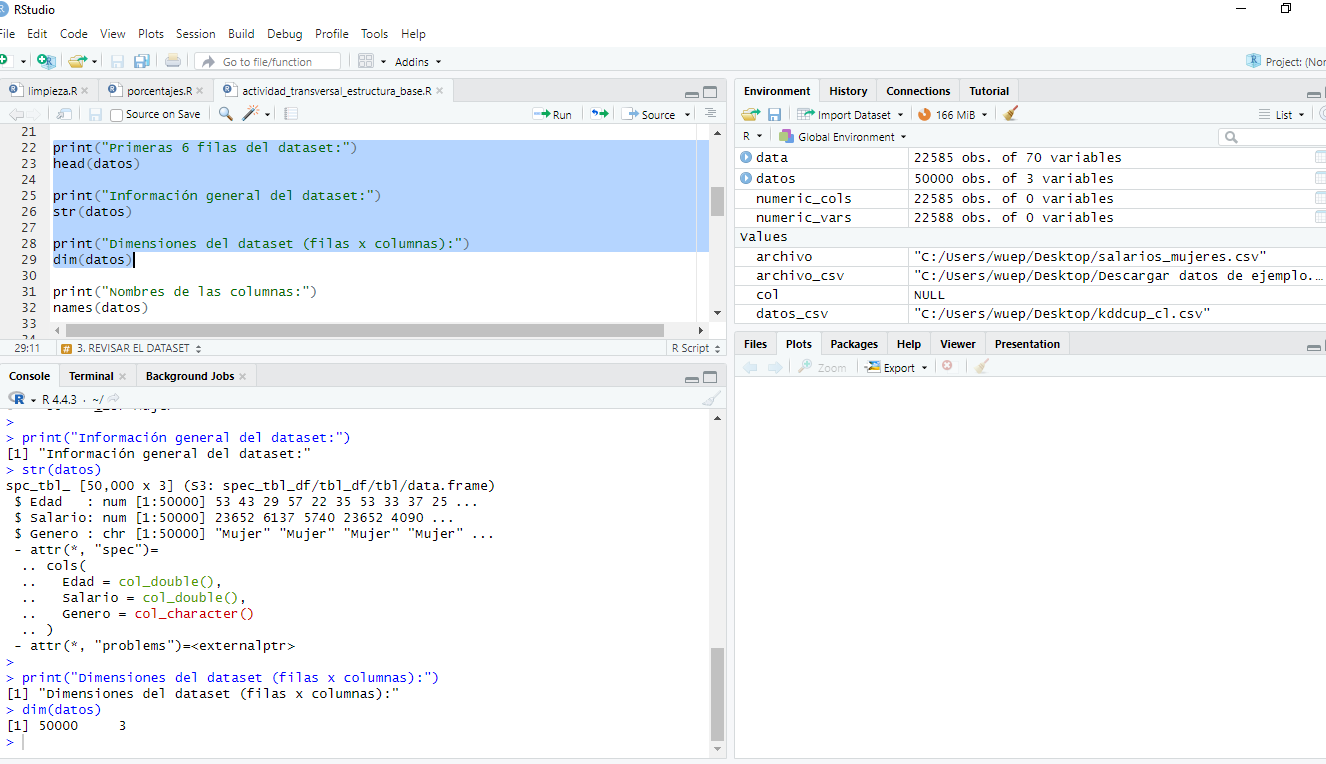 RStudio
File Edit Code View Plots Session Build Debug Profile Tools Help
Go to file/function Addins Project: (Nor
limpieza.R porcentajes.R actividad_transversal_estructura_base.R
Source on Save Run Source
21
22 print("Primeras 6 filas del dataset:")
23 head(datos)
24
25 print("Información general del dataset:")
26 str(datos)
27
28 print("Dimensiones del dataset (filas x columnas):")
29 dim(datos)
30
31 print("Nombres de las columnas:")
32 names(datos)
33
34
29:11 # 3. REVISAR EL DATASET R Script
Console Terminal Background Jobs
R 4.4.3 · ~/
>
> print("Información general del dataset:")
[1] "Información general del dataset:"
> str(datos)
spc_tbl_ [50,000 x 3] (S3: spec_tbl_df/tbl_df/tbl/data.frame)
$ Edad : num [1:50000] 53 43 29 57 22 35 53 33 37 25 ...
$ Salario: num [1:50000] 23652 6137 5740 23652 4090 ...
$ Genero : chr [1:50000] "Mujer" "Mujer" "Mujer" "Mujer" ...
- attr(*, "spec")=
.. cols(
.. Edad = col_double(),
.. Salario = col_double(),
.. Genero = col_character()
.. )
- attr(*, "problems")=<externalptr>
>
> print("Dimensiones del dataset (filas x columnas):")
[1] "Dimensiones del dataset (filas x columnas):"
> dim(datos)
[1] 50000 3
>
Environment History Connections Tutorial
Import Dataset 166 MiB List
R Global Environment
data 22585 obs. of 70 variables
datos 50000 obs. of 3 variables
numeric_cols 22585 obs. of 0 variables
numeric_vars 22588 obs. of 0 variables
Values
archivo "C:/Users/wuep/Desktop/salarios_mujeres.csv"
archivo_csv "C:/Users/wuep/Desktop/Descargar datos de ejemplo.…
col NULL
datos_csv "C:/Users/wuep/Desktop/kddcup_cl.csv"
Files Plots Packages Help Viewer Presentation
Zoom Export